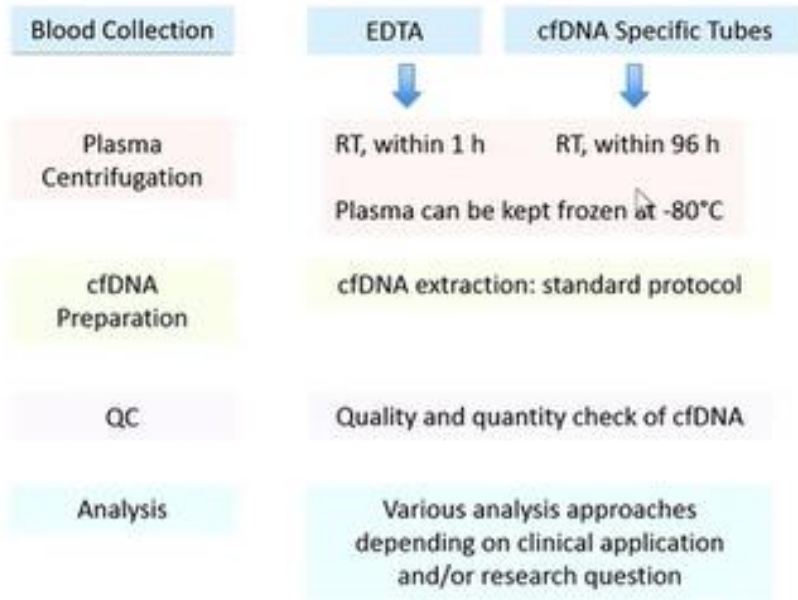 Blood Collection
EDTA
cfDNA Specific Tubes
Plasma
Centrifugation
RT, within 1 h
RT, within 96 h
Plasma can be kept frozen at -80°C
cfDNA
Preparation
cfDNA extraction: standard protocol
QC
Quality and quantity check of cfDNA
Analysis
Various analysis approaches
depending on clinical application
and/or research question